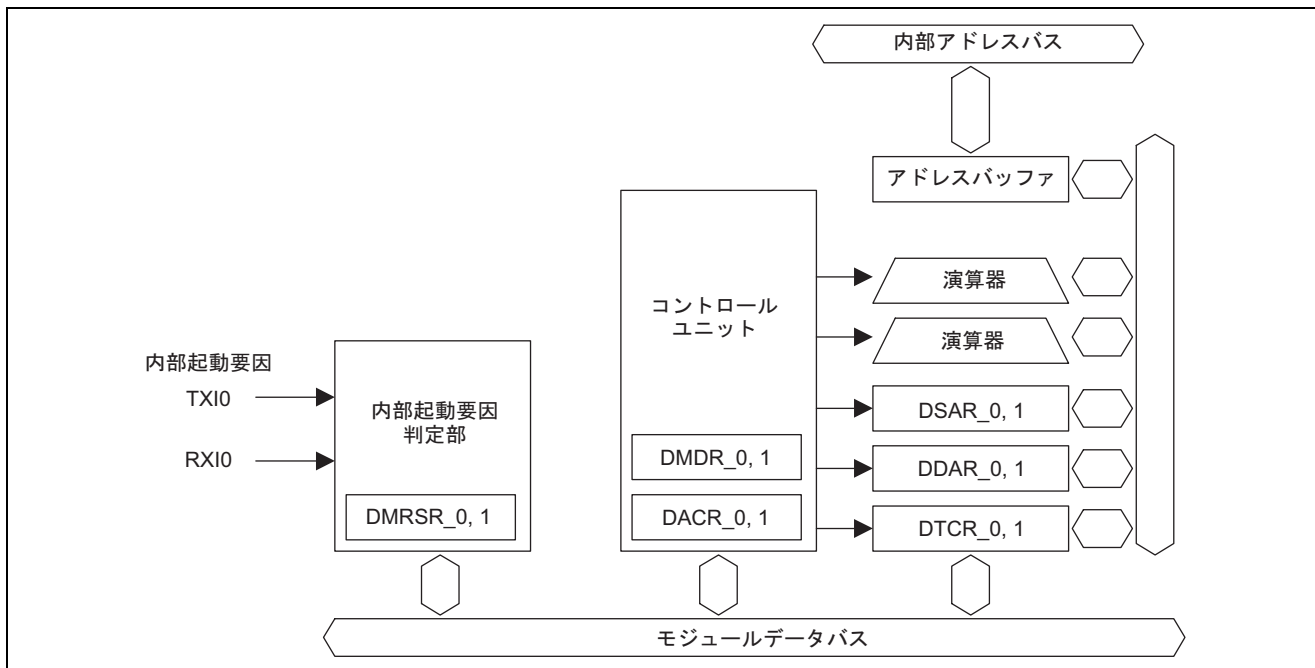 内部アドレスバス
アドレスバッファ
演算器
コントロール
ユニット
演算器
内部起動要因
TXI0
内部起動要因
判定部
DSAR_0, 1
RXI0
DMDR_0, 1
DDAR_0, 1
DMRSR_0, 1
DACR_0, 1
DTCR_0, 1
モジュールデータバス